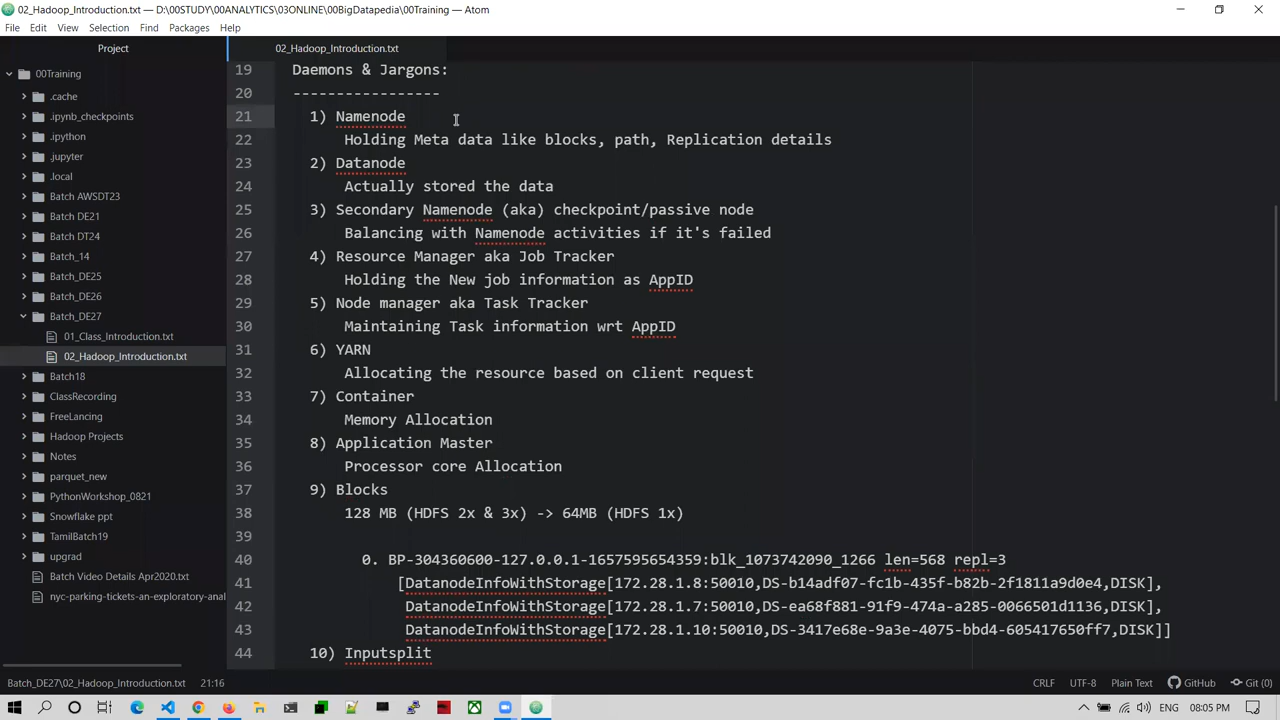 02_Hadoop_Introduction.txt — D:\00STUDY\00ANALYTICS\03ONLINE\00BigDatapedia\00Training — Atom
File Edit View Selection Find Packages Help
Project
02_Hadoop_Introduction.txt
00Training
.cache
.ipynb_checkpoints
.ipython
.jupyter
.local
Batch AWSDT23
Batch DE21
Batch DT24
Batch_14
Batch_DE25
Batch_DE26
Batch_DE27
01_Class_Introduction.txt
02_Hadoop_Introduction.txt
Batch18
ClassRecording
FreeLancing
Hadoop Projects
Notes
parquet_new
PythonWorkshop_0821
Snowflake ppt
TamilBatch19
upgrad
Batch Video Details Apr2020.txt
nyc-parking-tickets-an-exploratory-anal
19 Daemons & Jargons:
20 -----------------
21 1) Namenode
22 Holding Meta data like blocks, path, Replication details
23 2) Datanode
24 Actually stored the data
25 3) Secondary Namenode (aka) checkpoint/passive node
26 Balancing with Namenode activities if it's failed
27 4) Resource Manager aka Job Tracker
28 Holding the New job information as AppID
29 5) Node manager aka Task Tracker
30 Maintaining Task information wrt AppID
31 6) YARN
32 Allocating the resource based on client request
33 7) Container
34 Memory Allocation
35 8) Application Master
36 Processor core Allocation
37 9) Blocks
38 128 MB (HDFS 2x & 3x) -> 64MB (HDFS 1x)
39
40 0. BP-304360600-127.0.0.1-1657595654359:blk_1073742090_1266 len=568 repl=3
41 [DatanodeInfoWithStorage[172.28.1.8:50010,DS-b14adf07-fc1b-435f-b82b-2f1811a9d0e4,DISK],
42 DatanodeInfoWithStorage[172.28.1.7:50010,DS-ea68f881-91f9-474a-a285-0066501d1136,DISK],
43 DatanodeInfoWithStorage[172.28.1.10:50010,DS-3417e68e-9a3e-4075-bbd4-605417650ff7,DISK]]
44 10) Inputsplit
Batch_DE27\02_Hadoop_Introduction.txt 21:16 CRLF UTF-8 Plain Text GitHub Git (0)
ENG 08:05 PM